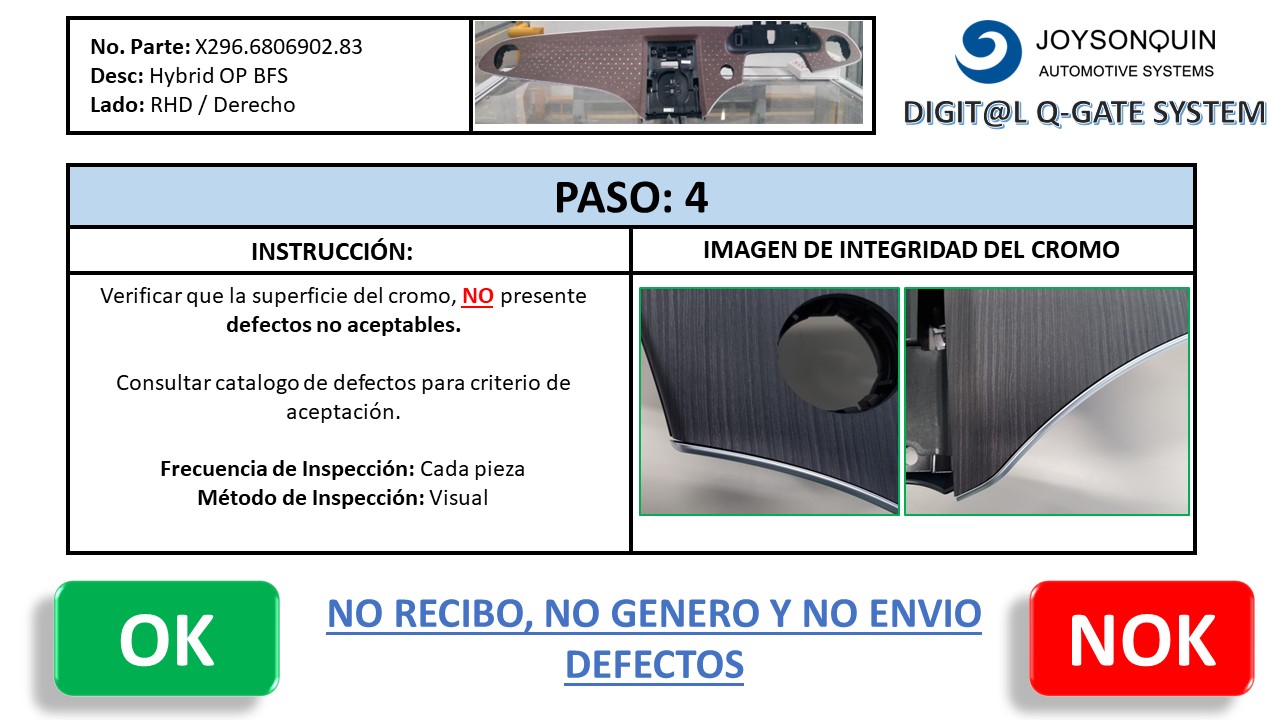 No. Parte: X296.6806902.83
Desc: Hybrid OP BFS
Lado: RHD / Derecho
JOYSONQUIN
AUTOMOTIVE SYSTEMS
DIGIT@L Q-GATE SYSTEM
PASO: 4
INSTRUCCIÓN:
IMAGEN DE INTEGRIDAD DEL CROMO
Verificar que la superficie del cromo, NO presente
defectos no aceptables.
Consultar catalogo de defectos para criterio de
aceptación.
Frecuencia de Inspección: Cada pieza
Método de Inspección: Visual
OK
NO RECIBO, NO GENERO Y NO ENVIO
DEFECTOS
NOK